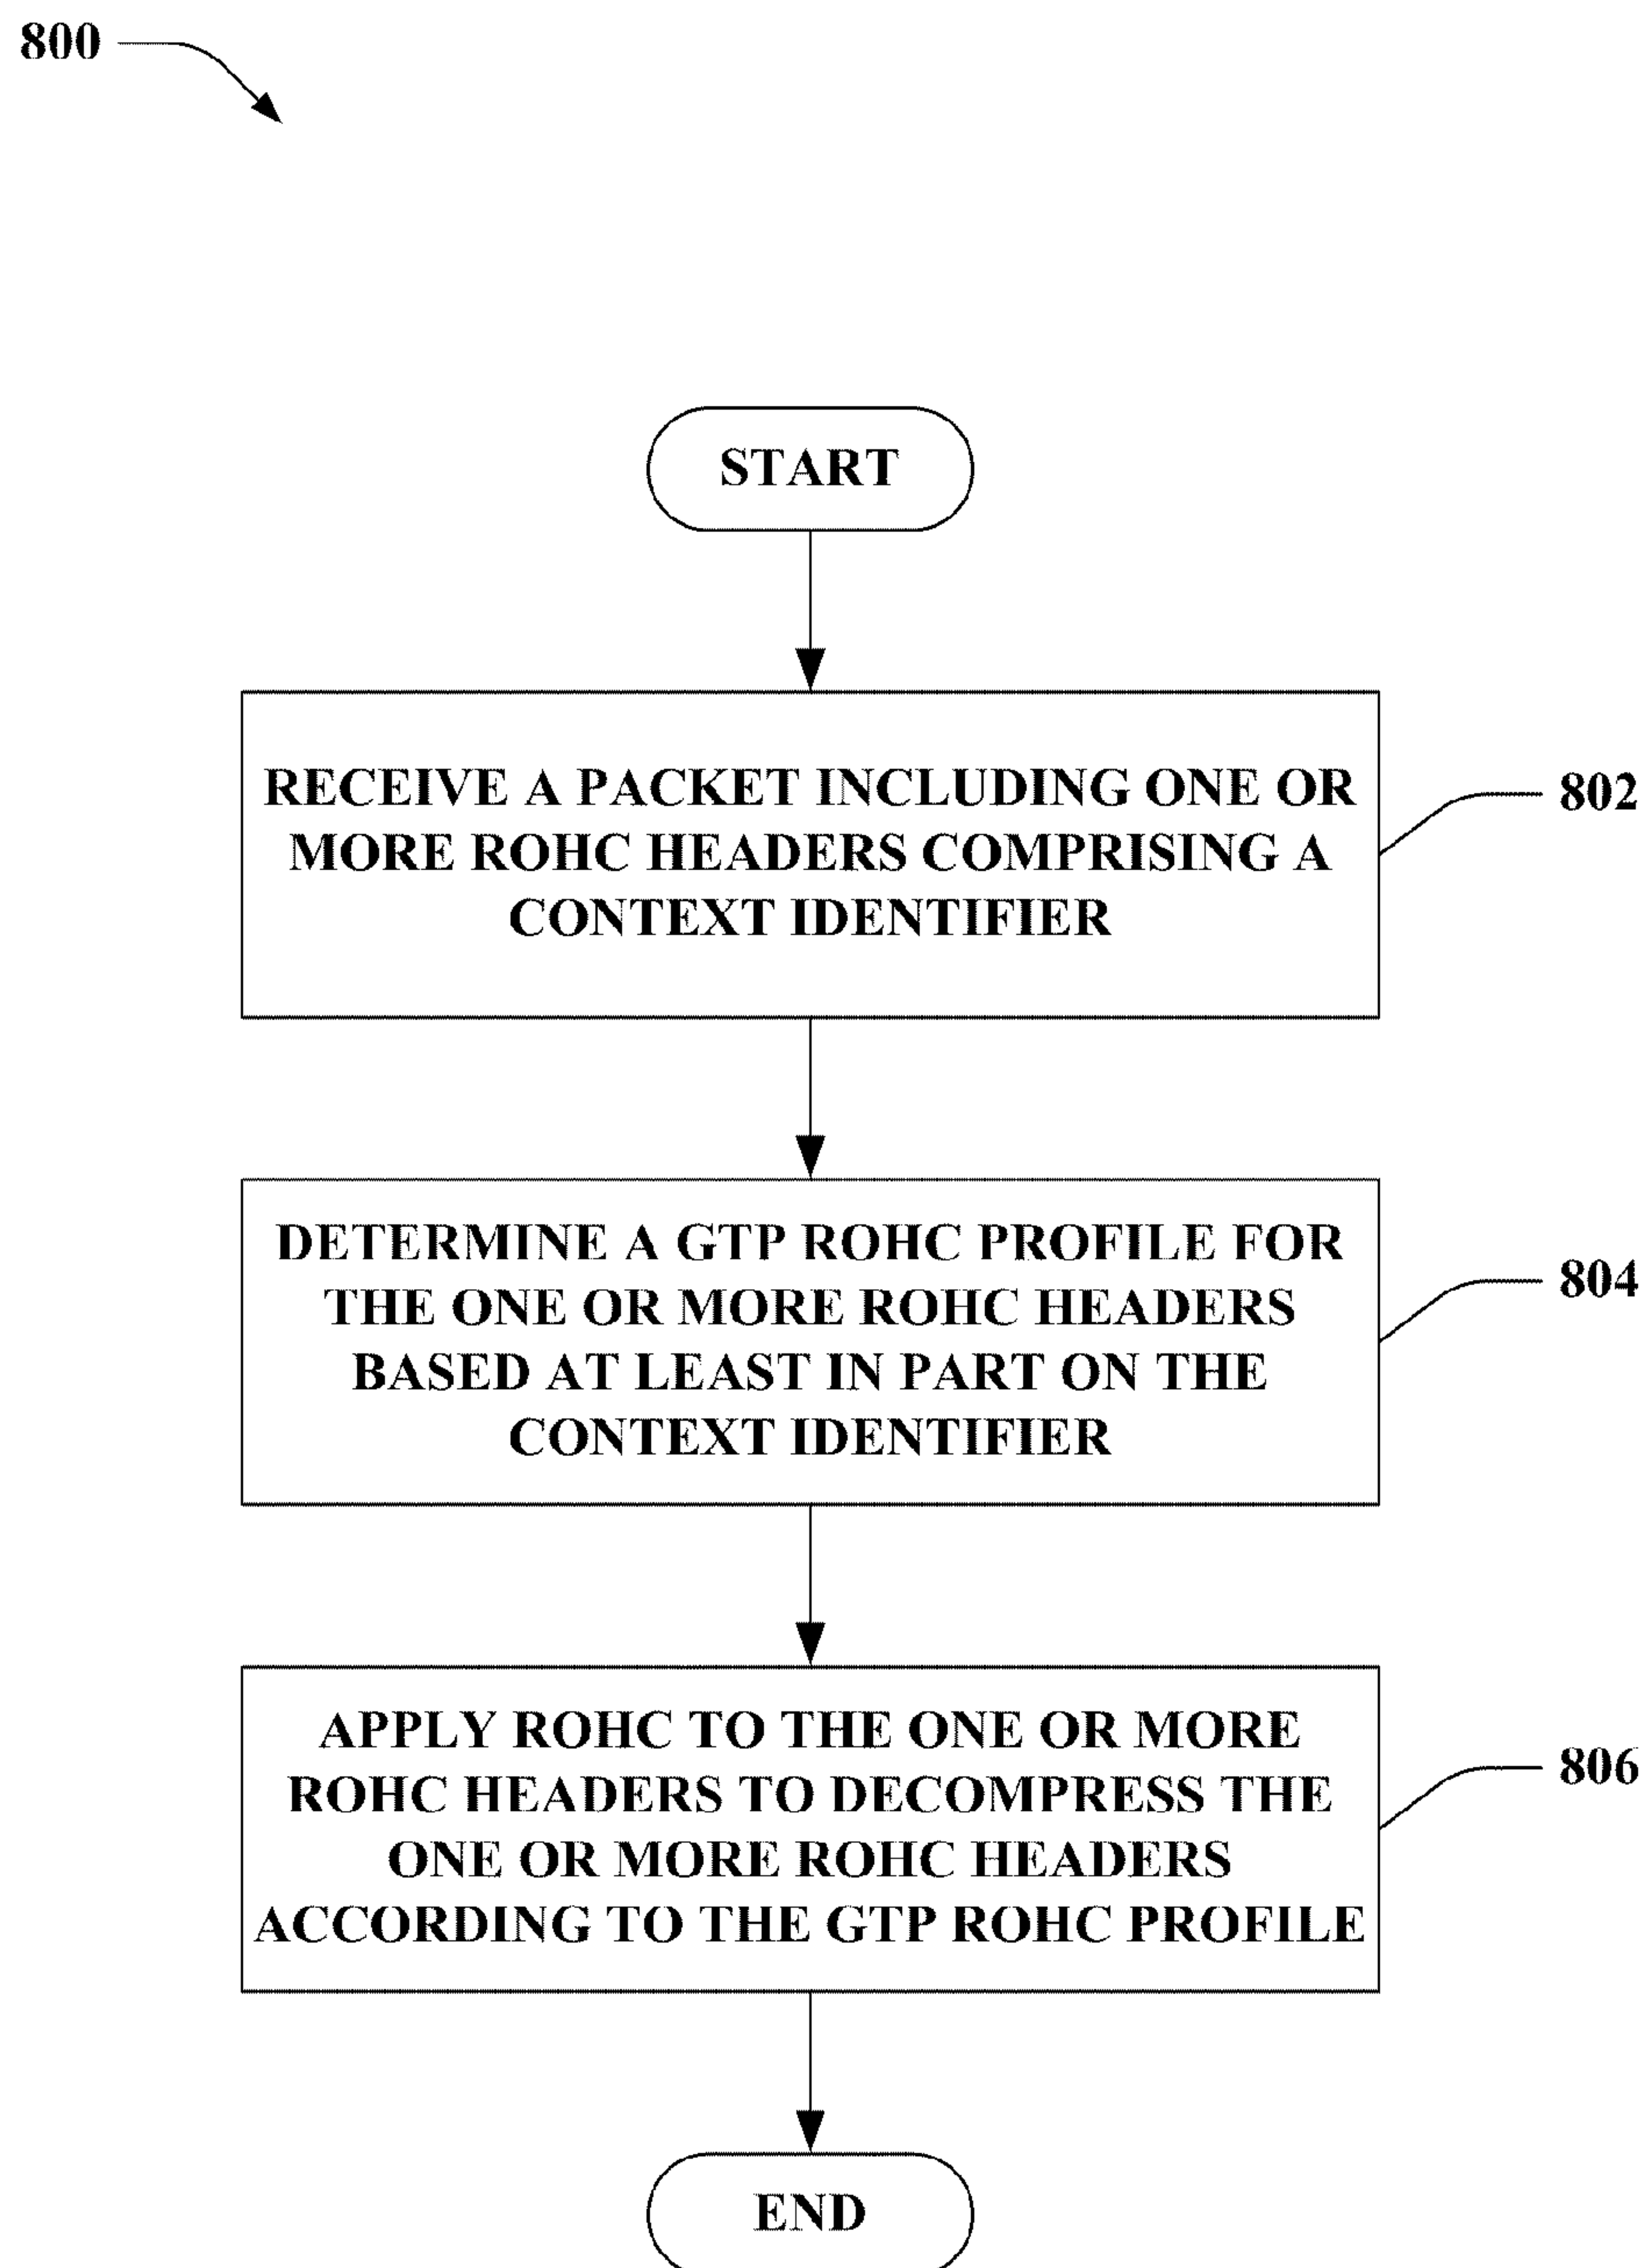 800
START
RECEIVE A PACKET INCLUDING ONE OR
MORE ROHC HEADERS COMPRISING A
CONTEXT IDENTIFIER
802
DETERMINE A GTP ROHC PROFILE FOR
THE ONE OR MORE ROHC HEADERS
BASED AT LEAST IN PART ON THE
CONTEXT IDENTIFIER
804
APPLY ROHC TO THE ONE OR MORE
ROHC HEADERS TO DECOMPRESS THE
ONE OR MORE ROHC HEADERS
ACCORDING TO THE GTP ROHC PROFILE
806
END